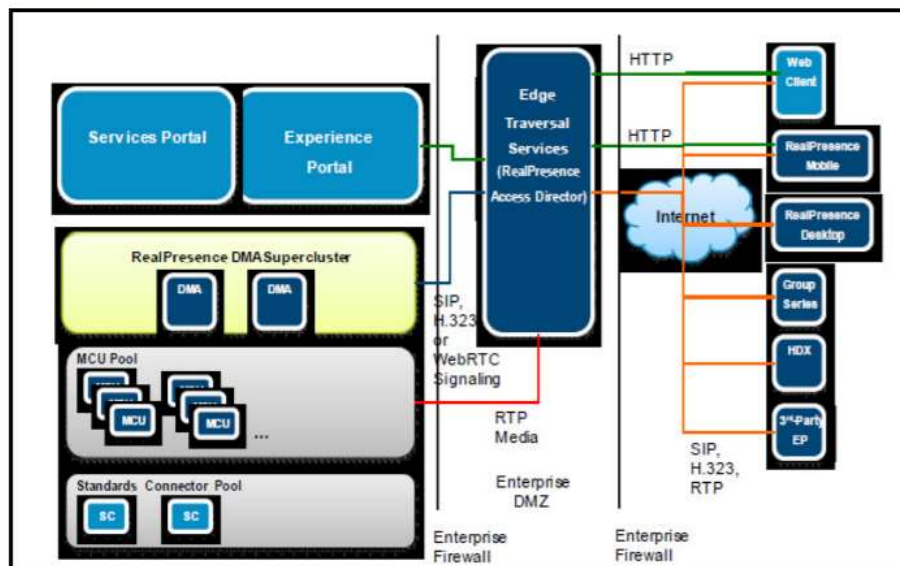 Services Portal
Experience
Portal
RealPresence DMASupercluster
DMA
DMA
MCU Pool
MCU
MCU
...
Standards Connector Pool
SC
SC
SIP,
H.323
or
WebRTC
Signaling
Enterprise
Firewall
Edge
Traversal
Services
(RealPresence
Access Director)
RTP
Media
Enterprise
DMZ
HTTP
HTTP
Internet
SIP,
H.323,
RTP
Enterprise
Firewall
Web
Client
RealPresence
Mobile
RealPresence
Desktop
Group
Series
HDX
3rd-Party
EP